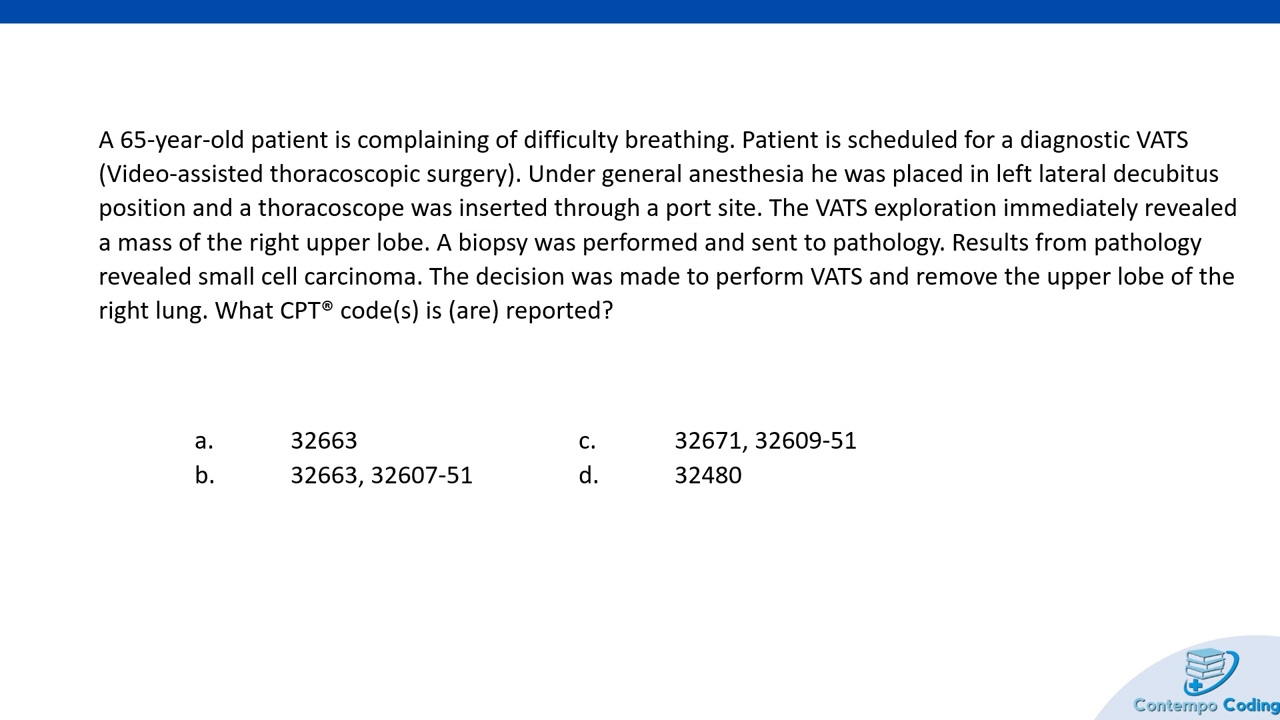 A 65-year-old patient is complaining of difficulty breathing. Patient is scheduled for a diagnostic VATS
(Video-assisted thoracoscopic surgery). Under general anesthesia he was placed in left lateral decubitus
position and a thoracoscope was inserted through a port site. The VATS exploration immediately revealed
a mass of the right upper lobe. A biopsy was performed and sent to pathology. Results from pathology
revealed small cell carcinoma. The decision was made to perform VATS and remove the upper lobe of the
right lung. What CPT® code(s) is (are) reported?
a. 32663 c. 32671, 32609-51
b. 32663, 32607-51 d. 32480
Contempo Coding